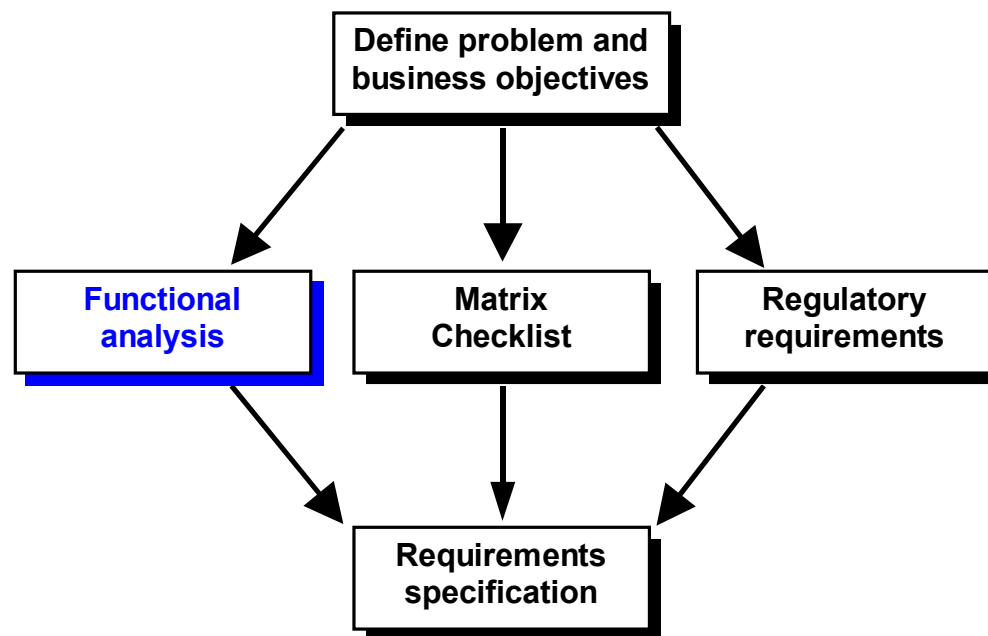 Define problem and
business objectives
Functional
analysis
Matrix
Checklist
Regulatory
requirements
Requirements
specification